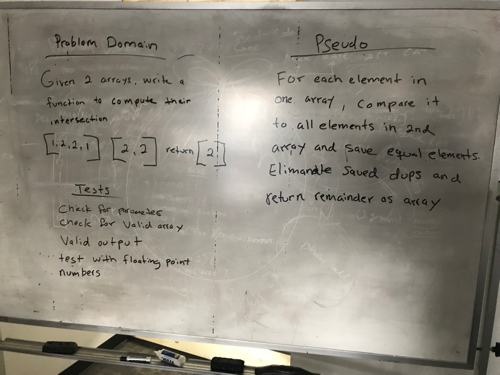 Problem Domain
Given 2 arrays, write a
function to compute their
intersection
[1,2,2,1] [2,2] return [2]
Tests
Check for parameter
check for Valid array
Valid output
test with floating point
numbers
Pseudo
For each element in
one array, compare it
to all elements in 2nd
array and save equal elements.
Elimandle saved dups and
return remainder as array